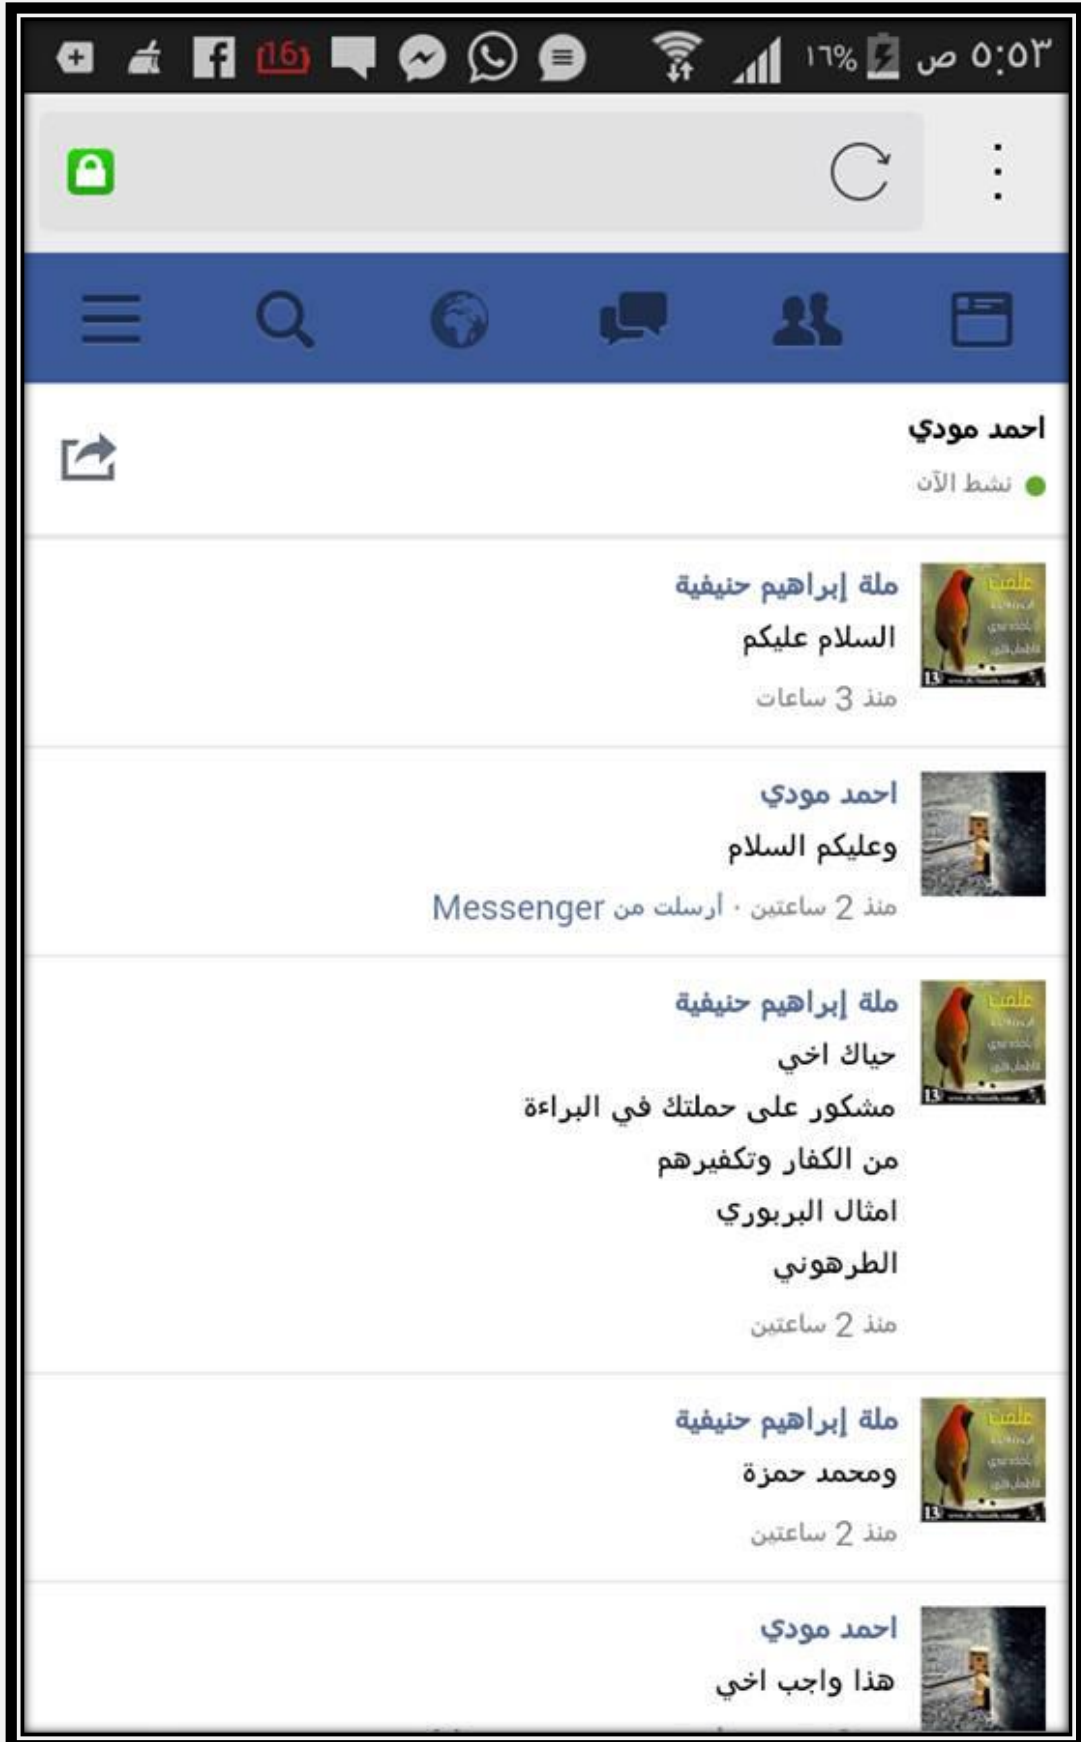 ٥:٥٣ ص ١٦%
16
احمد مودي
نشط الآن
ملة إبراهيم حنيفية
السلام عليكم
منذ 3 ساعات
احمد مودي
وعليكم السلام
منذ 2 ساعتين · أرسلت من Messenger
ملة إبراهيم حنيفية
حياك اخي
مشكور على حملتك في البراءة
من الكفار وتكفيرهم
امثال البربوري
الطرهوني
منذ 2 ساعتين
ملة إبراهيم حنيفية
ومحمد حمزة
منذ 2 ساعتين
احمد مودي
هذا واجب اخي